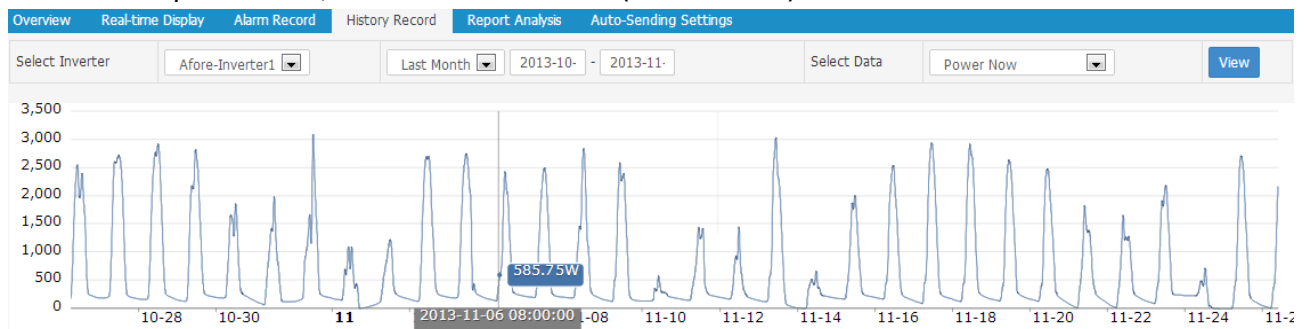 Overview Real-time Display Alarm Record History Record Report Analysis Auto-Sending Settings
Select Inverter Afore-Inverter1 Last Month 2013-10- - 2013-11- Select Data Power Now View
3,500
3,000
2,500
2,000
1,500
1,000
585.75W
500
0
10-28 10-30 11 2013-11-06 08:00:00 -08 11-10 11-12 11-14 11-16 11-18 11-20 11-22 11-24 11-2